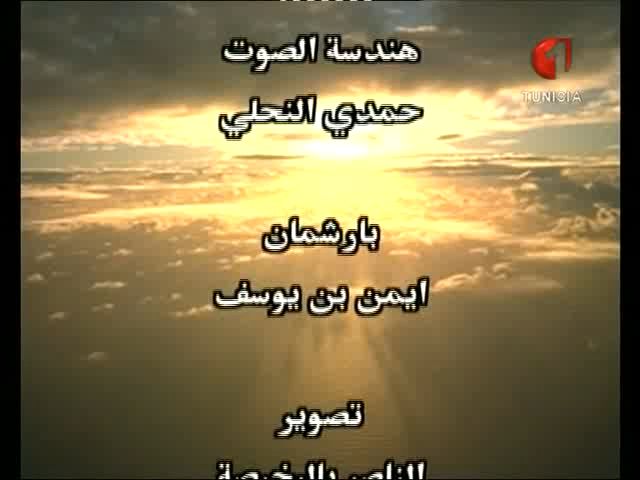 هندسة الصوت
TUNISIA
حمدي النحلي
بارشمان
ايمن بن يوسف
تصوير